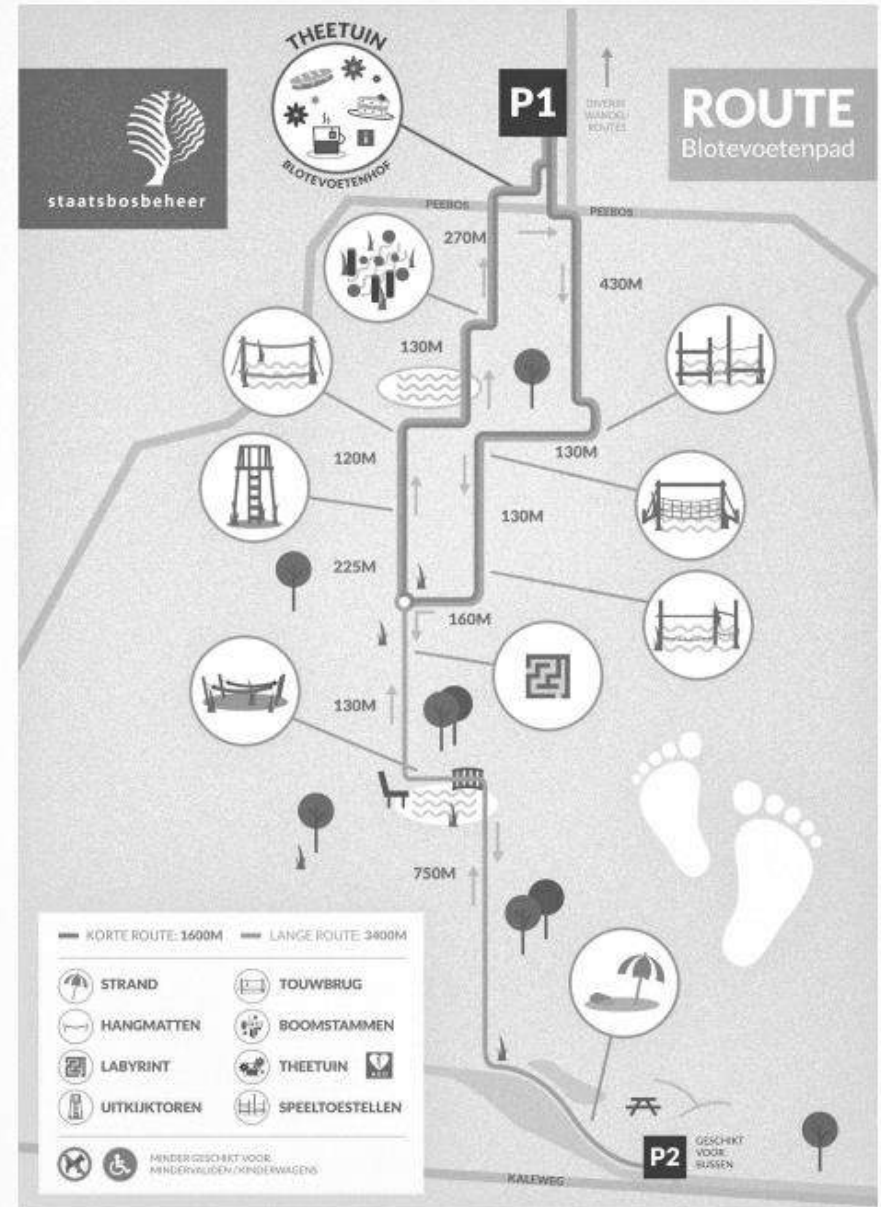 THEETUIN
BLOTEVOETENHOF
P1
DIVERSE
WANDEL-
ROUTES
ROUTE
Blotevoetenpad
staatsbosbeheer
PEEBOS
PEEBOS
270M
430M
130M
120M
130M
130M
225M
160M
130M
750M
KORTE ROUTE: 1600M
LANGE ROUTE: 3400M
STRAND
TOUWBRUG
HANGMATTEN
BOOMSTAMMEN
LABYRINT
THEETUIN
AED
UITKIJKTOREN
SPEELTOESTELLEN
MINDER GESCHIKT VOOR
MINDERVALIDEN / KINDERWAGENS
P2
GESCHIKT
VOOR
BUSSEN
KALEWEG